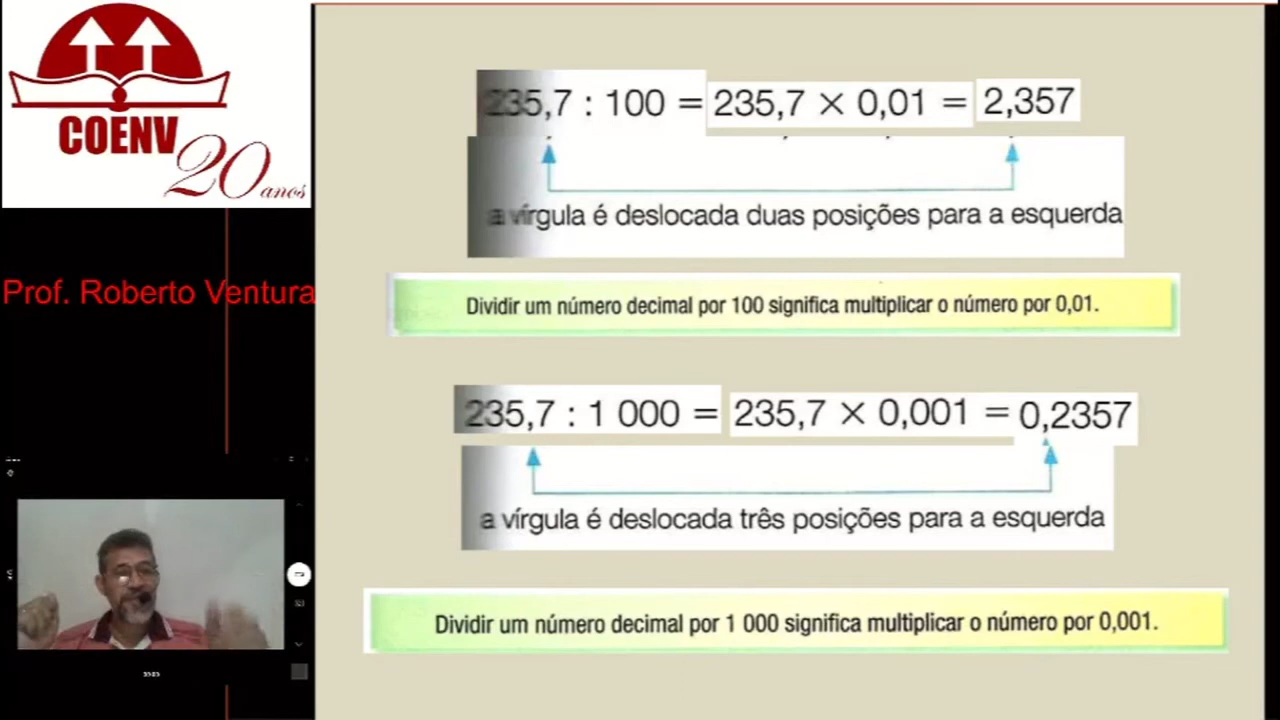 COENV
20 anos
Prof. Roberto Ventura
235,7 : 100 = 235,7 × 0,01 = 2,357
a vírgula é deslocada duas posições para a esquerda
Dividir um número decimal por 100 significa multiplicar o número por 0,01.
235,7 : 1 000 = 235,7 × 0,001 = 0,2357
a vírgula é deslocada três posições para a esquerda
Dividir um número decimal por 1 000 significa multiplicar o número por 0,001.